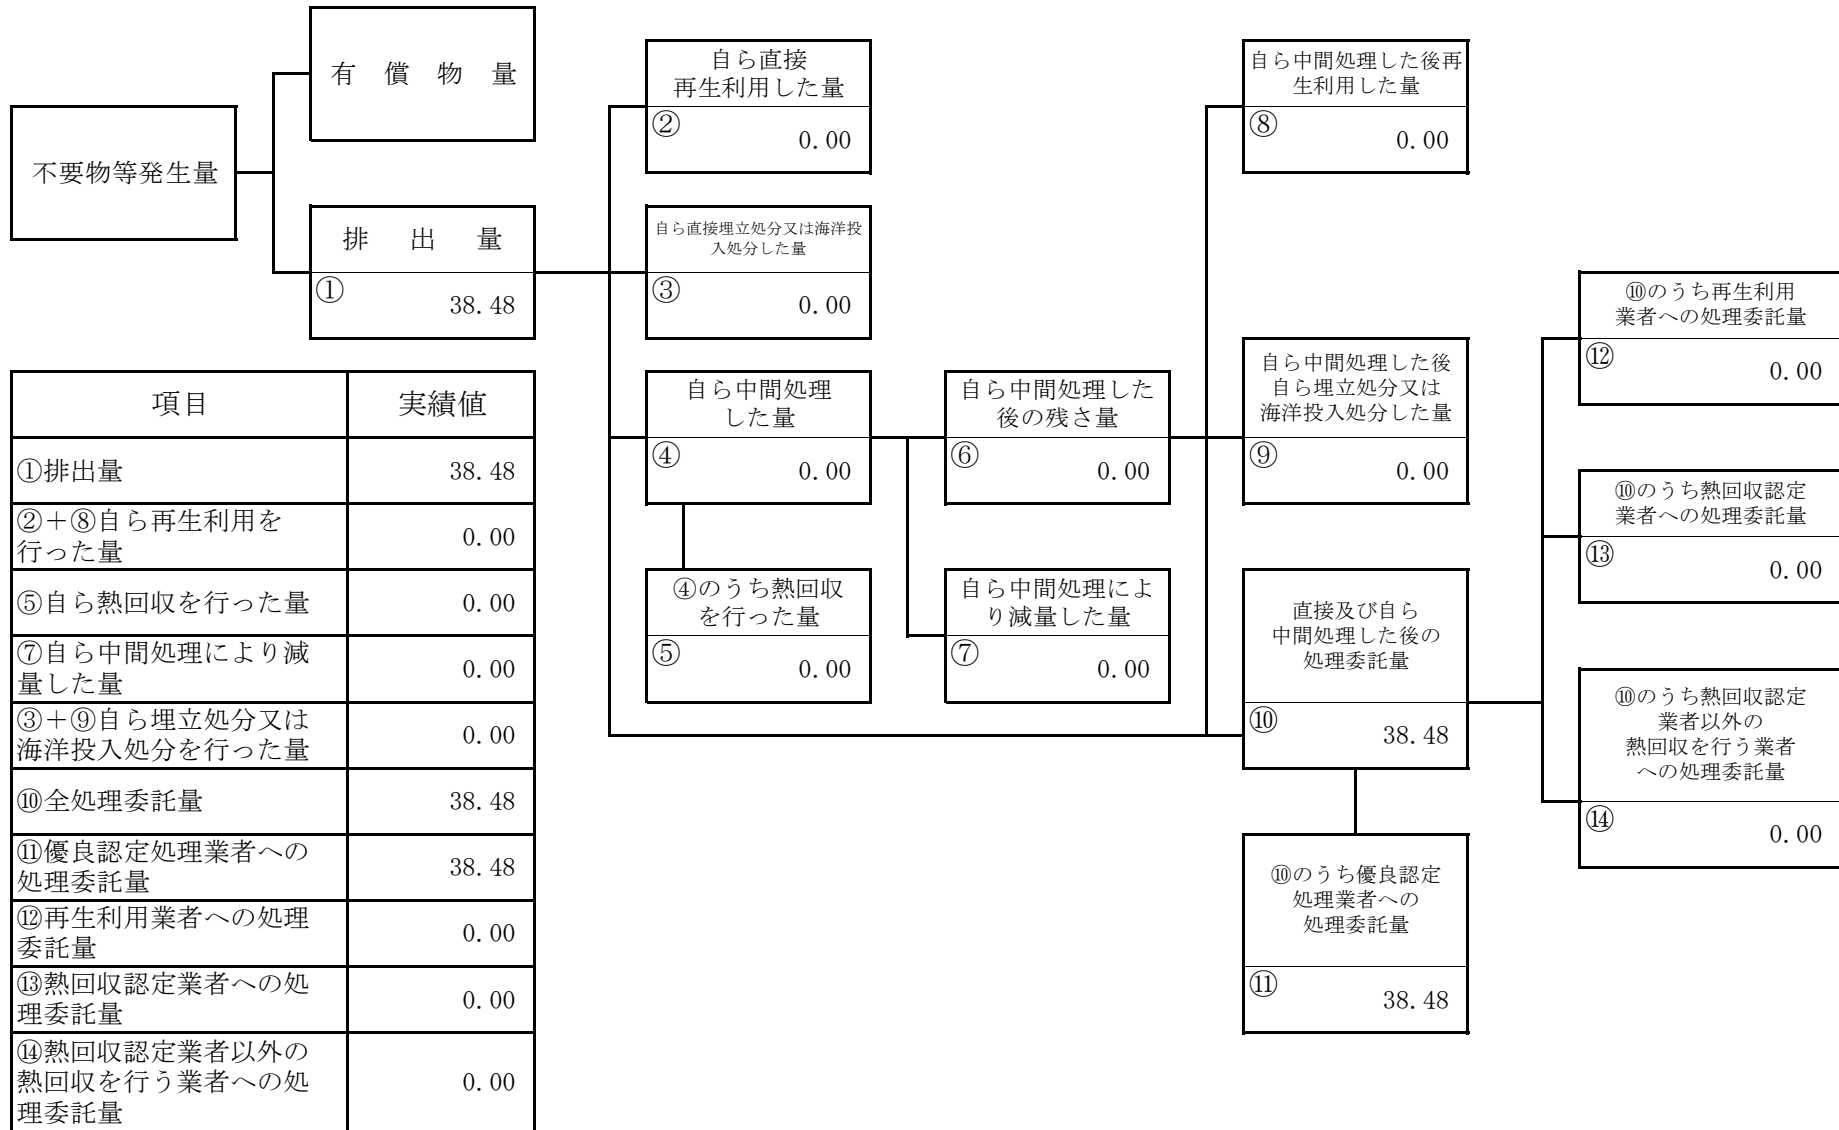 不要物等発生量
有 償 物 量
排 出 量
① 38.48
自ら直接
再生利用した量
② 0.00
自ら直接埋立処分又は海洋投
入処分した量
③ 0.00
自ら中間処理
した量
④ 0.00
④のうち熱回収
を行った量
⑤ 0.00
自ら中間処理した
後の残さ量
⑥ 0.00
自ら中間処理によ
り減量した量
⑦ 0.00
自ら中間処理した後再
生利用した量
⑧ 0.00
自ら中間処理した後
自ら埋立処分又は
海洋投入処分した量
⑨ 0.00
直接及び自ら
中間処理した後の
処理委託量
⑩ 38.48
⑩のうち優良認定
処理業者への
処理委託量
⑪ 38.48
⑩のうち再生利用
業者への処理委託量
⑫ 0.00
⑩のうち熱回収認定
業者への処理委託量
⑬ 0.00
⑩のうち熱回収認定
業者以外の
熱回収を行う業者
への処理委託量
⑭ 0.00
項目 実績値
①排出量 38.48
②+⑧自ら再生利用を
行った量 0.00
⑤自ら熱回収を行った量 0.00
⑦自ら中間処理により減
量した量 0.00
③+⑨自ら埋立処分又は
海洋投入処分を行った量 0.00
⑩全処理委託量 38.48
⑪優良認定処理業者への
処理委託量 38.48
⑫再生利用業者への処理
委託量 0.00
⑬熱回収認定業者への処
理委託量 0.00
⑭熱回収認定業者以外の
熱回収を行う業者への処
理委託量 0.00